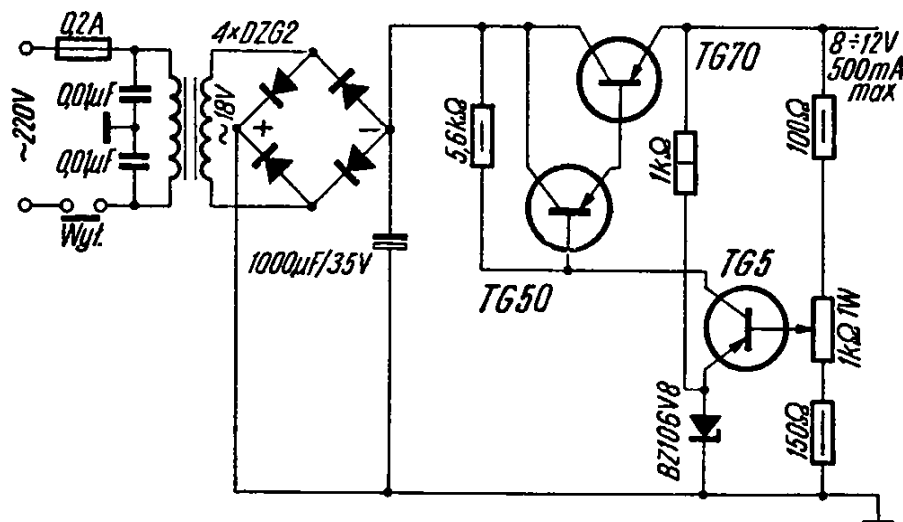 0,2A
4×DZG2
8÷12V
500mA
max
TG70
0,01µF
~220V
~18V
+
−
5,6kΩ
1kΩ
100Ω
0,01µF
Wył.
1000µF/35V
TG50
TG5
1kΩ 1W
BZ106V8
150Ω